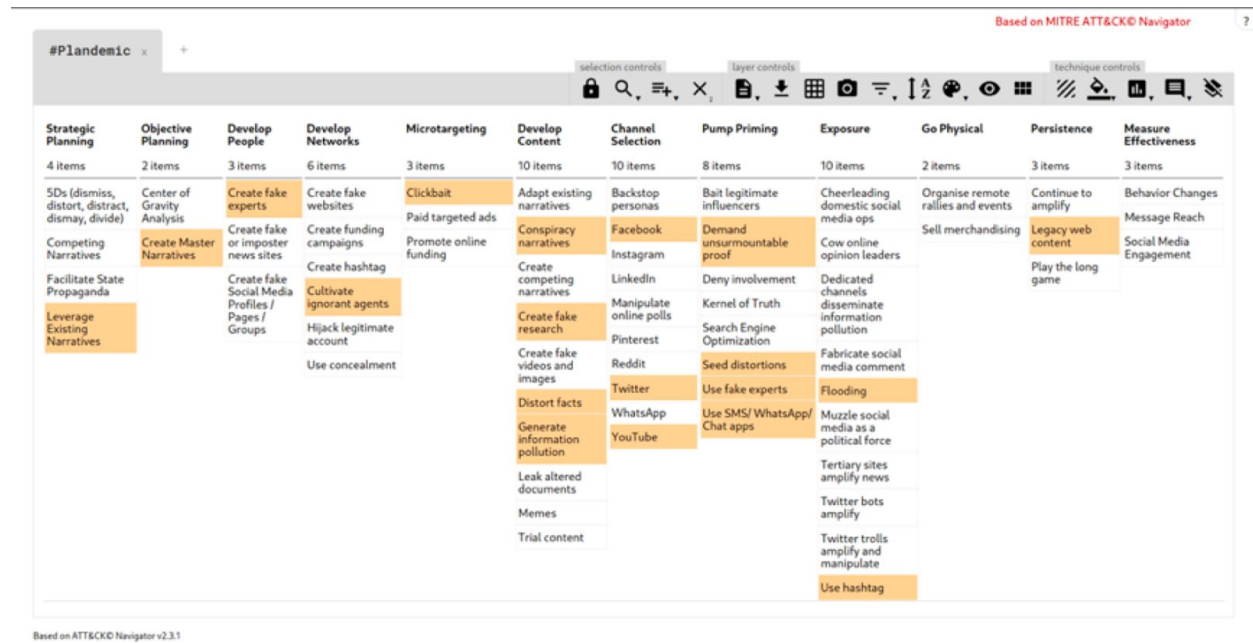 Based on MITRE ATT&CK© Navigator
?
#Plandemic x +
selection controls
layer controls
technique controls
Strategic
Planning
4 items
5Ds (dismiss,
distort, distract,
dismay, divide)
Competing
Narratives
Facilitate State
Propaganda
Leverage
Existing
Narratives
Objective
Planning
2 items
Center of
Gravity
Analysis
Create Master
Narratives
Develop
People
3 items
Create fake
experts
Create fake
or imposter
news sites
Create fake
Social Media
Profiles /
Pages /
Groups
Develop
Networks
6 items
Create fake
websites
Create funding
campaigns
Create hashtag
Cultivate
ignorant agents
Hijack legitimate
account
Use concealment
Microtargeting
3 items
Clickbait
Paid targeted ads
Promote online
funding
Develop
Content
10 items
Adapt existing
narratives
Conspiracy
narratives
Create
competing
narratives
Create fake
research
Create fake
videos and
images
Distort facts
Generate
information
pollution
Leak altered
documents
Memes
Trial content
Channel
Selection
10 items
Backstop
personas
Facebook
Instagram
LinkedIn
Manipulate
online polls
Pinterest
Reddit
Twitter
WhatsApp
YouTube
Pump Priming
8 items
Bait legitimate
influencers
Demand
unsurmountable
proof
Deny involvement
Kernel of Truth
Search Engine
Optimization
Seed distortions
Use fake experts
Use SMS/ WhatsApp/
Chat apps
Exposure
10 items
Cheerleading
domestic social
media ops
Cow online
opinion leaders
Dedicated
channels
disseminate
information
pollution
Fabricate social
media comment
Flooding
Muzzle social
media as a
political force
Tertiary sites
amplify news
Twitter bots
amplify
Twitter trolls
amplify and
manipulate
Use hashtag
Go Physical
2 items
Organise remote
rallies and events
Sell merchandising
Persistence
3 items
Continue to
amplify
Legacy web
content
Play the long
game
Measure
Effectiveness
3 items
Behavior Changes
Message Reach
Social Media
Engagement
Based on ATT&CK© Navigator v2.3.1